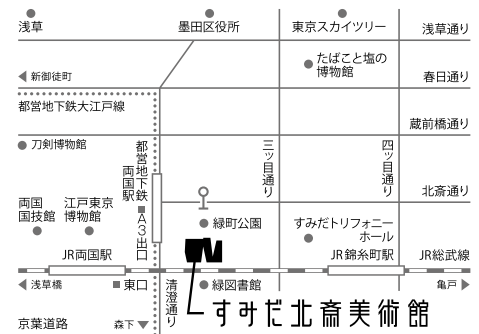 浅草
墨田区役所
東京スカイツリー
浅草通り
たばこと塩の
博物館
新御徒町
春日通り
都営地下鉄大江戸線
蔵前橋通り
刀剣博物館
都営地下鉄
両国駅
三ッ目通り
四ッ目通り
北斎通り
両国
国技館
江戸東京
博物館
A3出口
緑町公園
すみだトリフォニー
ホール
JR両国駅
JR錦糸町駅
JR総武線
浅草橋
東口
清澄通り
緑図書館
亀戸
すみだ北斎美術館
京葉道路
森下